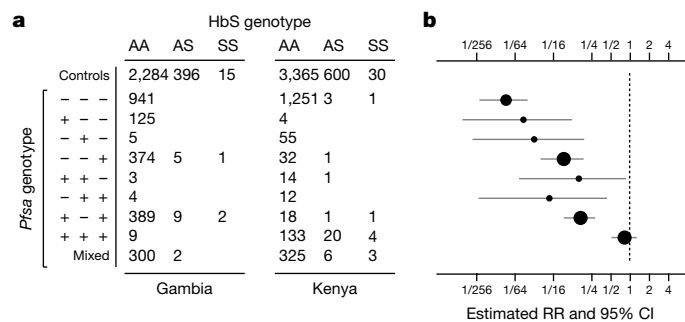 a
b
HbS genotype
AA AS SS AA AS SS
Controls 2,284 396 15 3,365 600 30
– – – 941 1,251 3 1
+ – – 125 4
– + – 5 55
– – + 374 5 1 32 1
+ + – 3 14 1
– + + 4 12
+ – + 389 9 2 18 1 1
+ + + 9 133 20 4
Mixed 300 2 325 6 3
Pfsa genotype
Gambia Kenya
1/256 1/64 1/16 1/4 1/2 1 2 4
1/256 1/64 1/16 1/4 1/2 1 2 4
Estimated RR and 95% CI